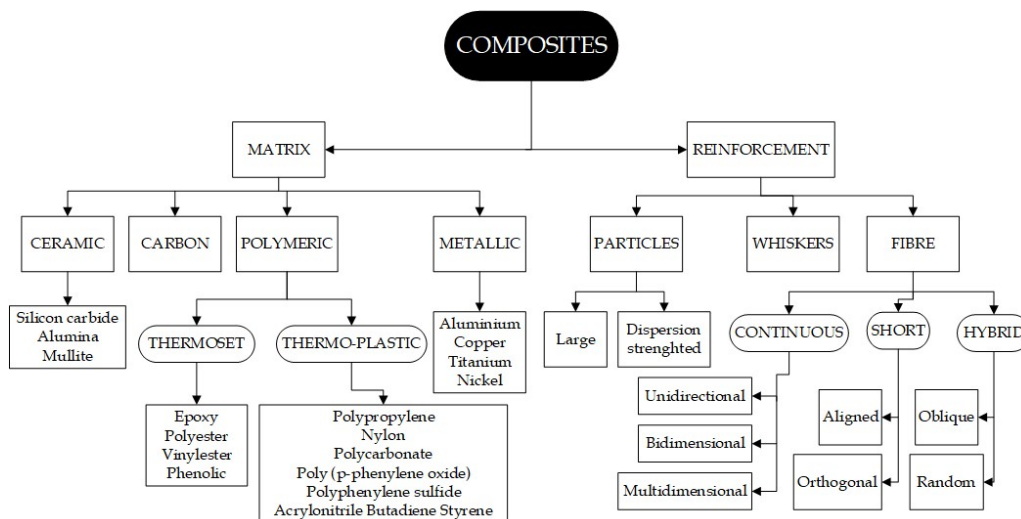 COMPOSITES
MATRIX
REINFORCEMENT
CERAMIC
CARBON
POLYMERIC
METALLIC
PARTICLES
WHISKERS
FIBRE
Silicon carbide
Alumina
Mullite
THERMOSET
THERMO-PLASTIC
Aluminium
Copper
Titanium
Nickel
Large
Dispersion
strenghted
CONTINUOUS
SHORT
HYBRID
Epoxy
Polyester
Vinylester
Phenolic
Polypropylene
Nylon
Polycarbonate
Poly (p-phenylene oxide)
Polyphenylene sulfide
Acrylonitrile Butadiene Styrene
Unidirectional
Bidimensional
Multidimensional
Aligned
Orthogonal
Oblique
Random